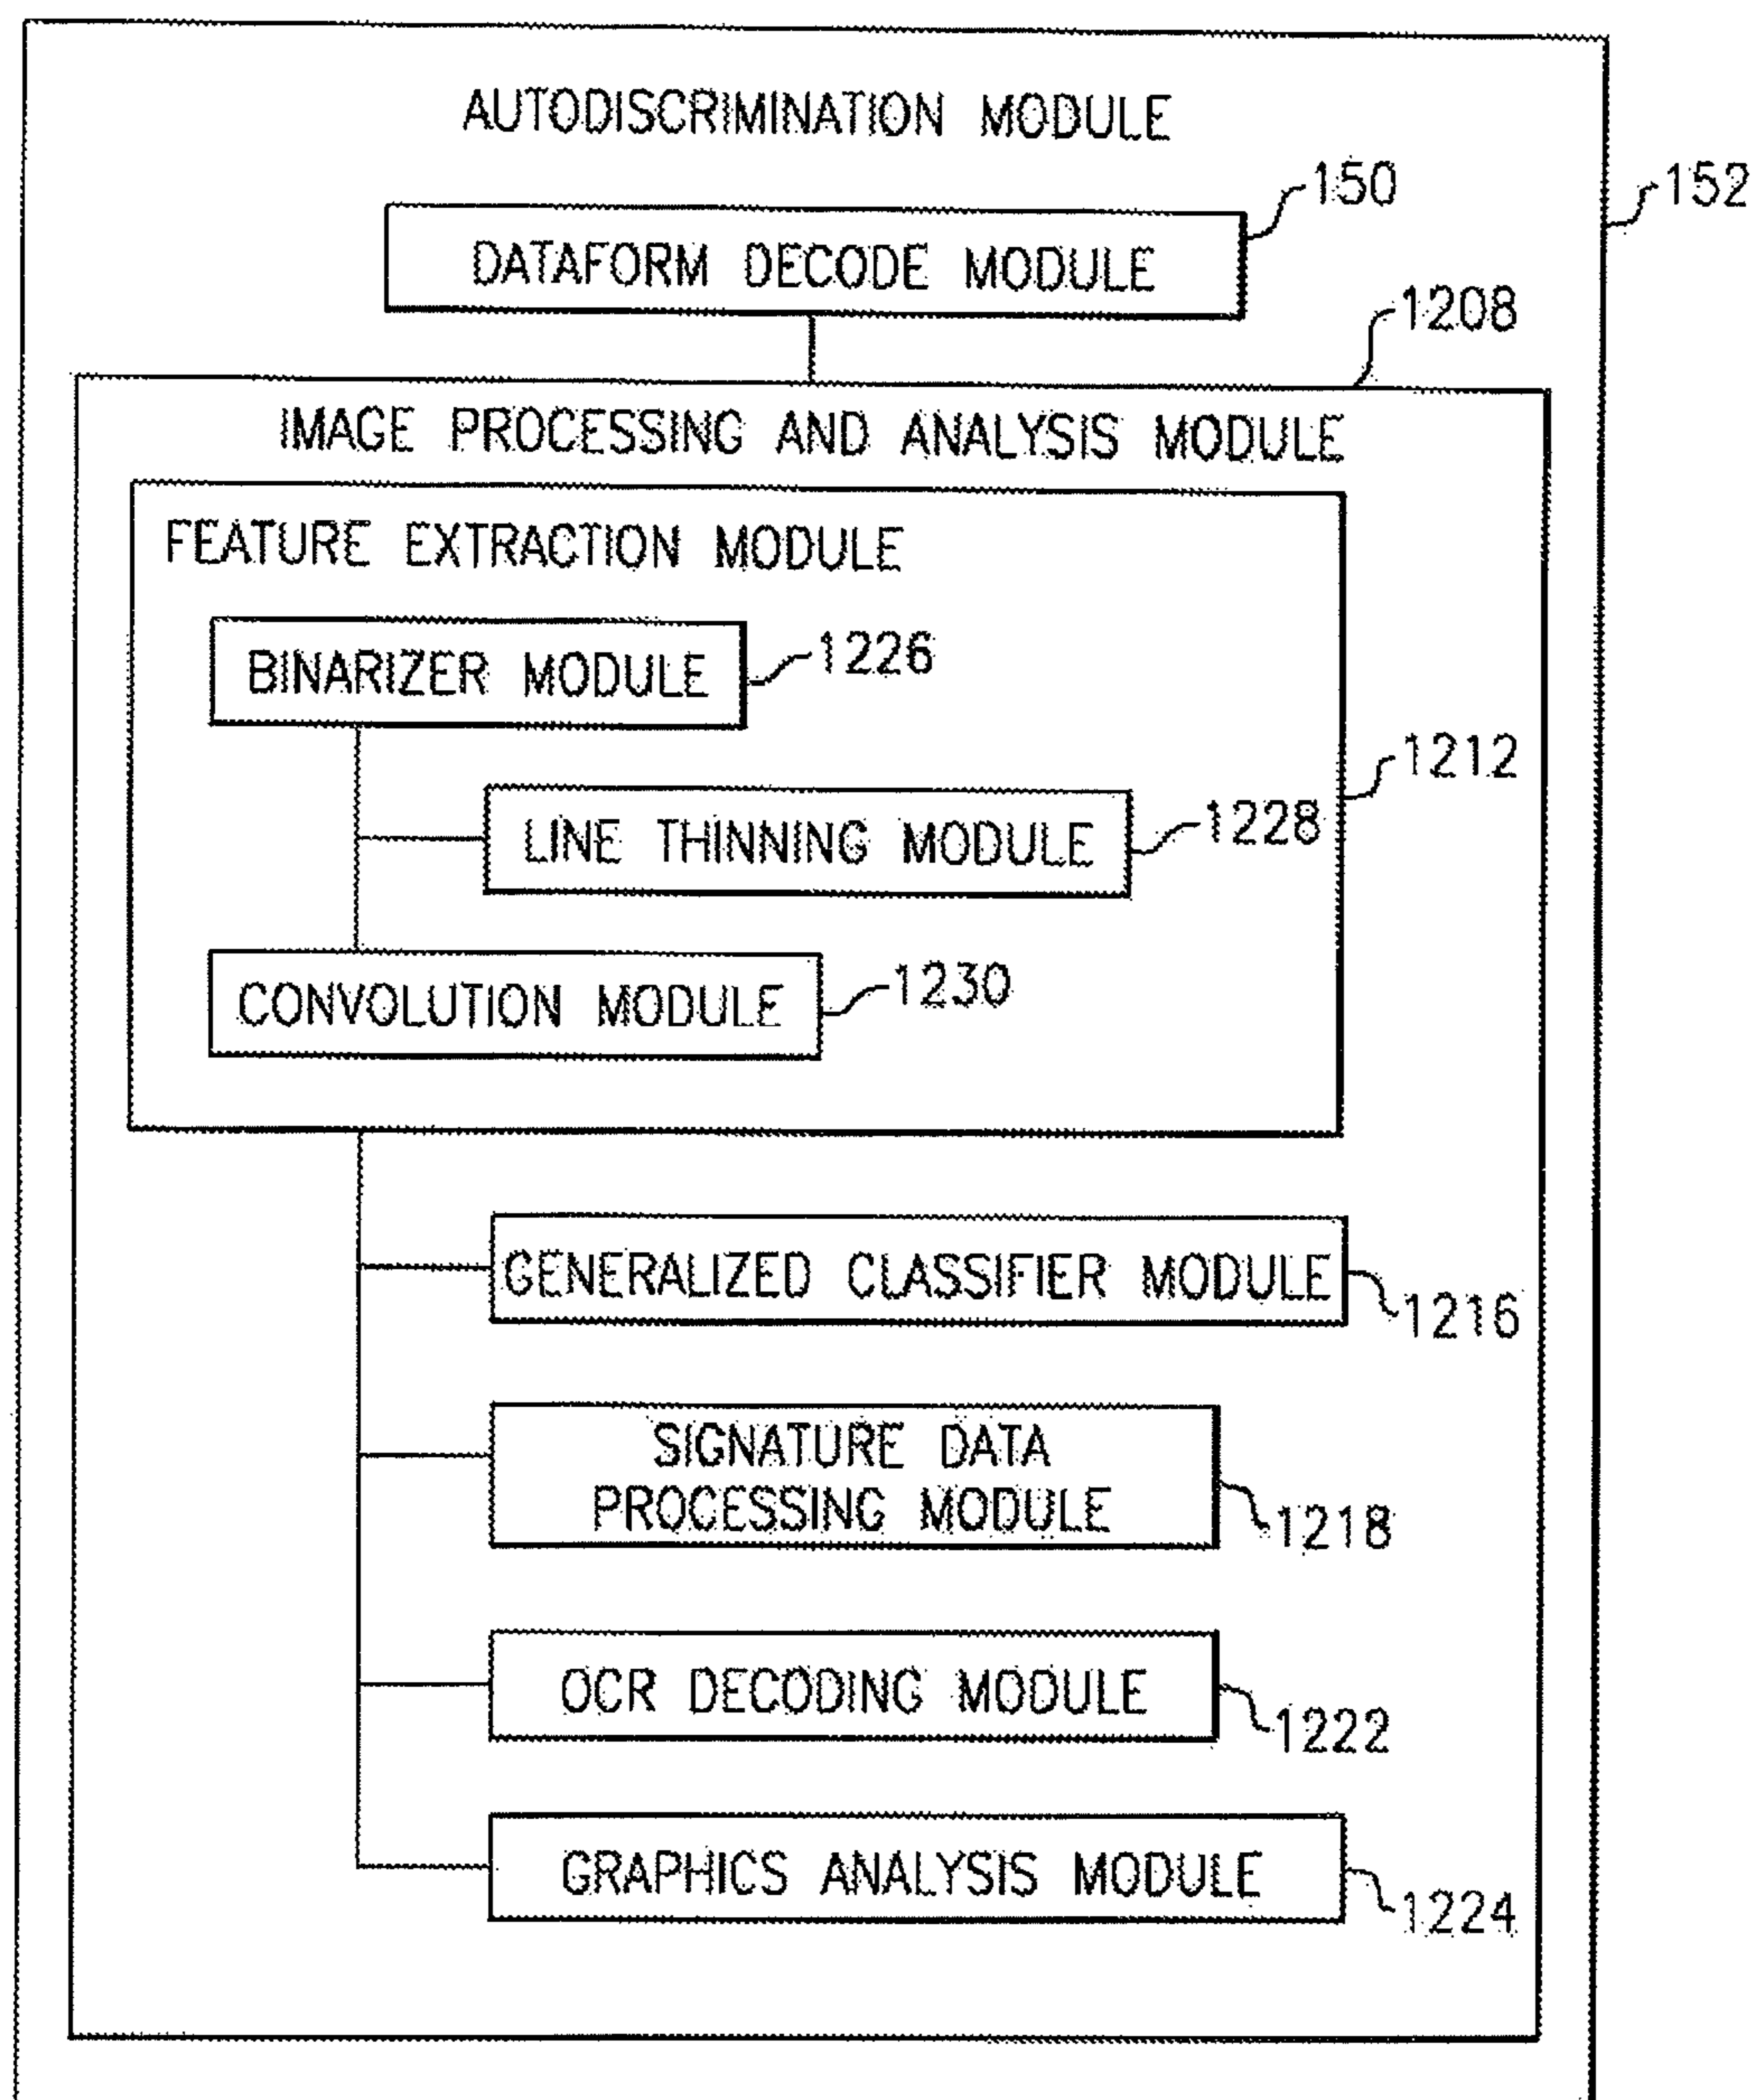 AUTODISCRIMINATION MODULE
150
152
DATAFORM DECODE MODULE
1208
IMAGE PROCESSING AND ANALYSIS MODULE
FEATURE EXTRACTION MODULE
BINARIZER MODULE
1226
1212
LINE THINNING MODULE
1228
CONVOLUTION MODULE
1230
GENERALIZED CLASSIFIER MODULE
1216
SIGNATURE DATA
PROCESSING MODULE
1218
OCR DECODING MODULE
1222
GRAPHICS ANALYSIS MODULE
1224